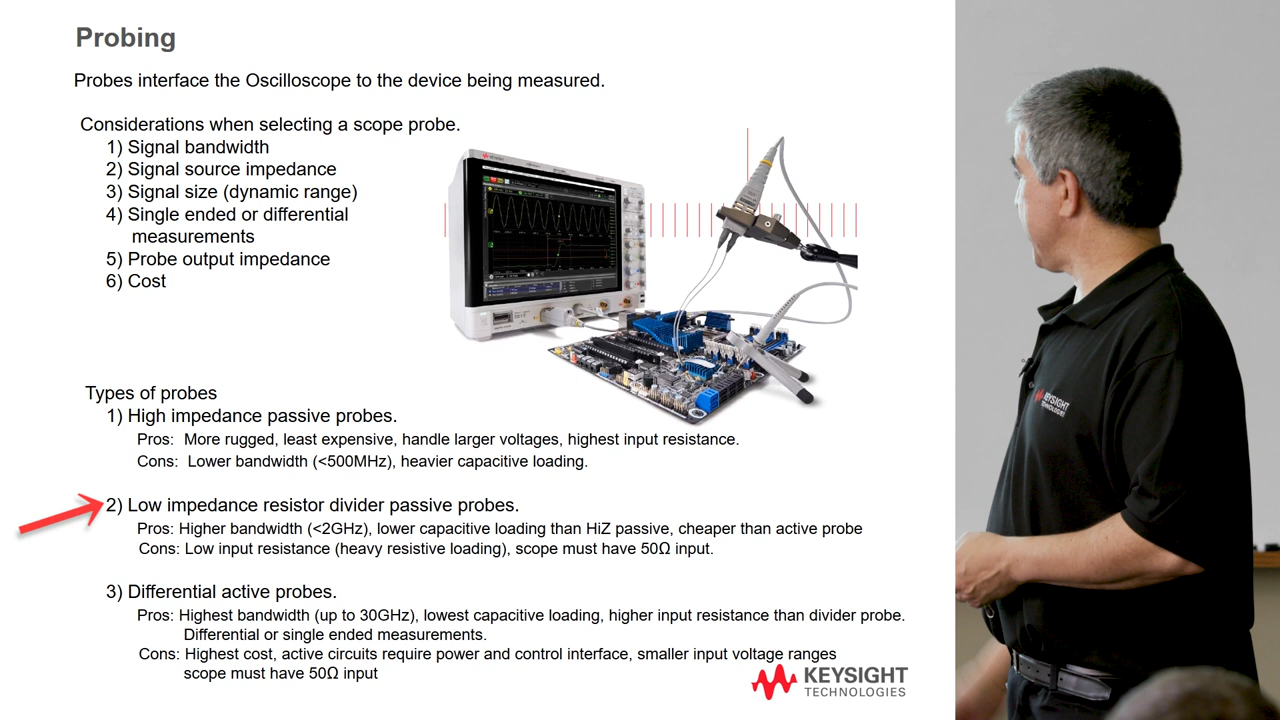 Probing
Probes interface the Oscilloscope to the device being measured.
Considerations when selecting a scope probe.
1) Signal bandwidth
2) Signal source impedance
3) Signal size (dynamic range)
4) Single ended or differential
measurements
5) Probe output impedance
6) Cost
Types of probes
1) High impedance passive probes.
Pros: More rugged, least expensive, handle larger voltages, highest input resistance.
Cons: Lower bandwidth (<500MHz), heavier capacitive loading.
2) Low impedance resistor divider passive probes.
Pros: Higher bandwidth (<2GHz), lower capacitive loading than HiZ passive, cheaper than active probe
Cons: Low input resistance (heavy resistive loading), scope must have 50Ω input.
3) Differential active probes.
Pros: Highest bandwidth (up to 30GHz), lowest capacitive loading, higher input resistance than divider probe.
Differential or single ended measurements.
Cons: Highest cost, active circuits require power and control interface, smaller input voltage ranges
scope must have 50Ω input
KEYSIGHT
TECHNOLOGIES
KEYSIGHT
TECHNOLOGIES